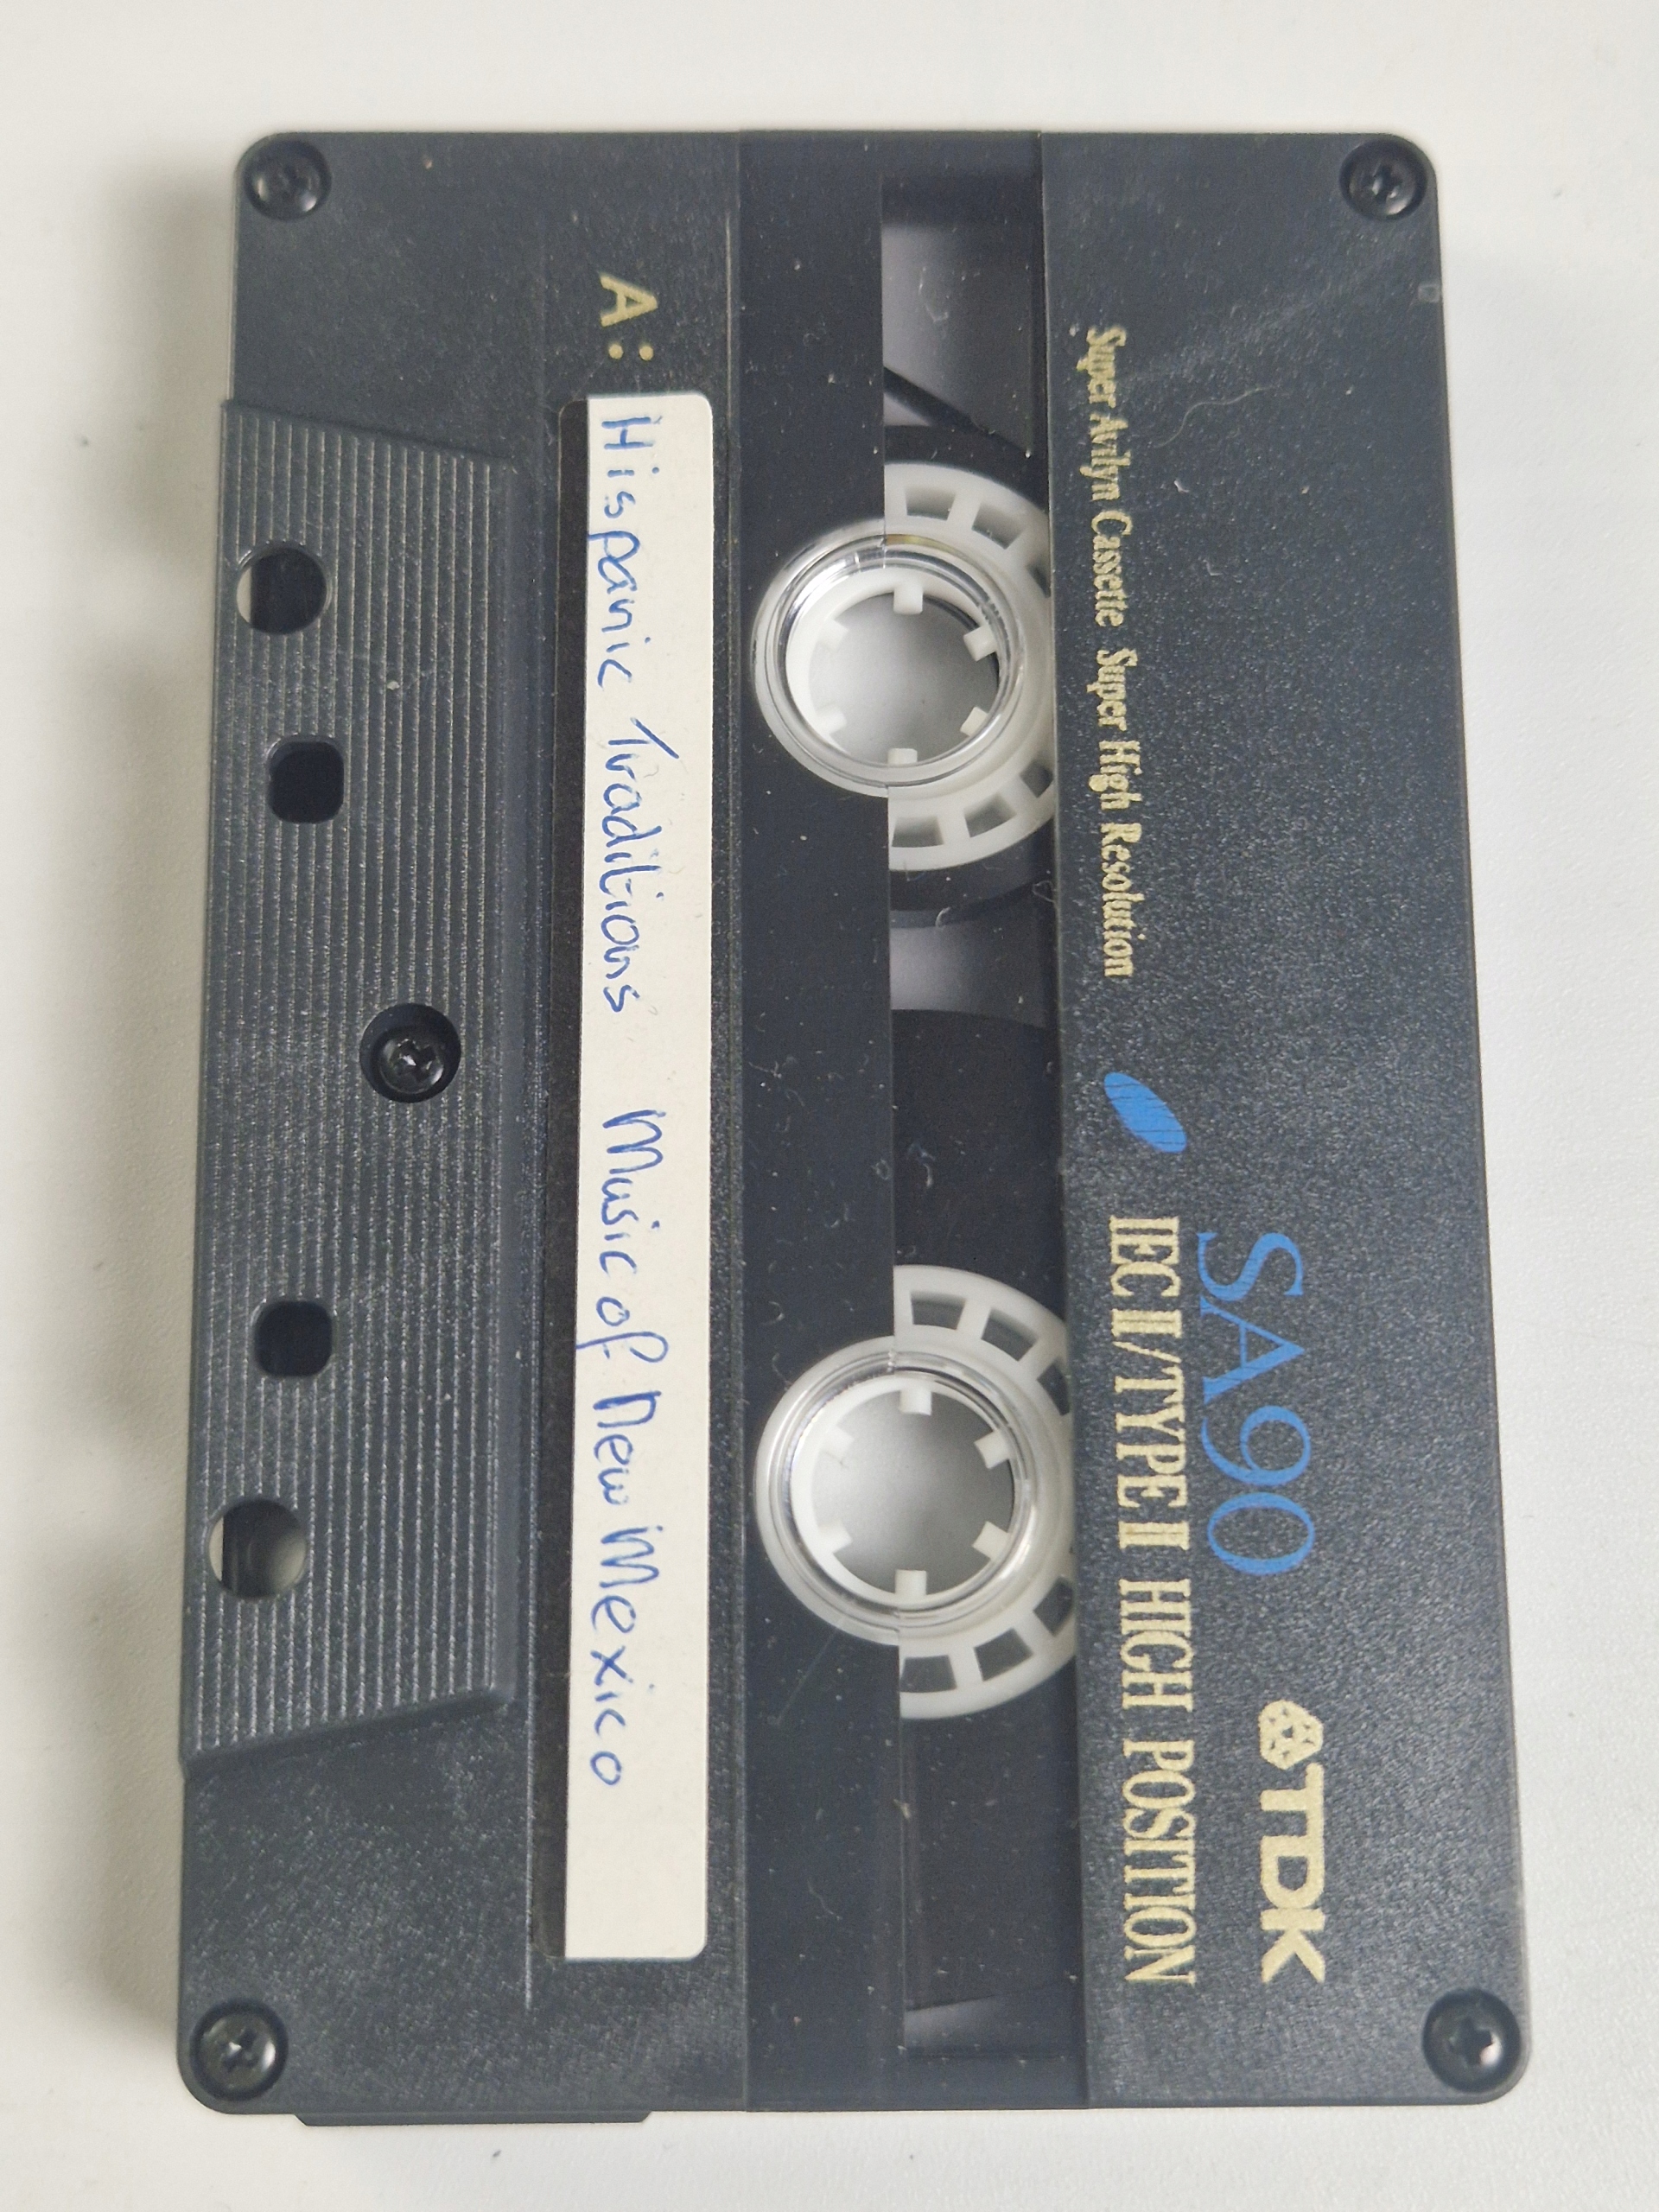 A:
Hispanic Traditions Music of New Mexico
Super Avilyn Cassette Super High Resolution
IEC II/TYPE II HIGH POSITION
SA90
TDK